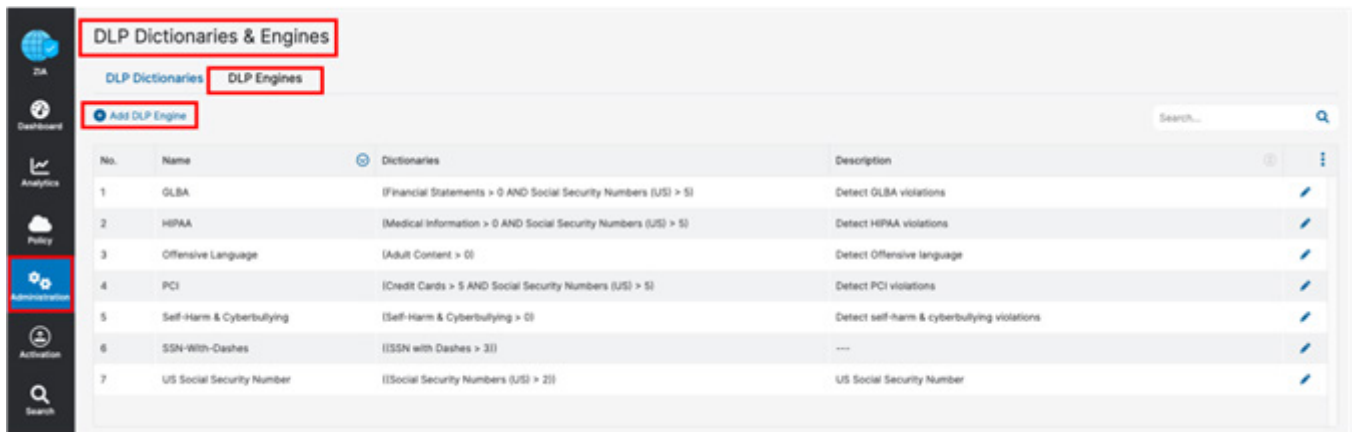 DLP Dictionaries & Engines
ZIA
DLP Dictionaries DLP Engines
Dashboard
Add DLP Engine Search...
No. Name Dictionaries Description
Analytics
1 GLBA (Financial Statements > 0 AND Social Security Numbers (US) > 5) Detect GLBA violations
2 HIPAA (Medical Information > 0 AND Social Security Numbers (US) > 5) Detect HIPAA violations
Policy
3 Offensive Language (Adult Content > 0) Detect Offensive language
4 PCI (Credit Cards > 5 AND Social Security Numbers (US) > 5) Detect PCI violations
Administration
5 Self-Harm & Cyberbullying (Self-Harm & Cyberbullying > 0) Detect self-harm & cyberbullying violations
6 SSN-With-Dashes ((SSN with Dashes > 3)) ---
Activation
7 US Social Security Number ((Social Security Numbers (US) > 2)) US Social Security Number
Search